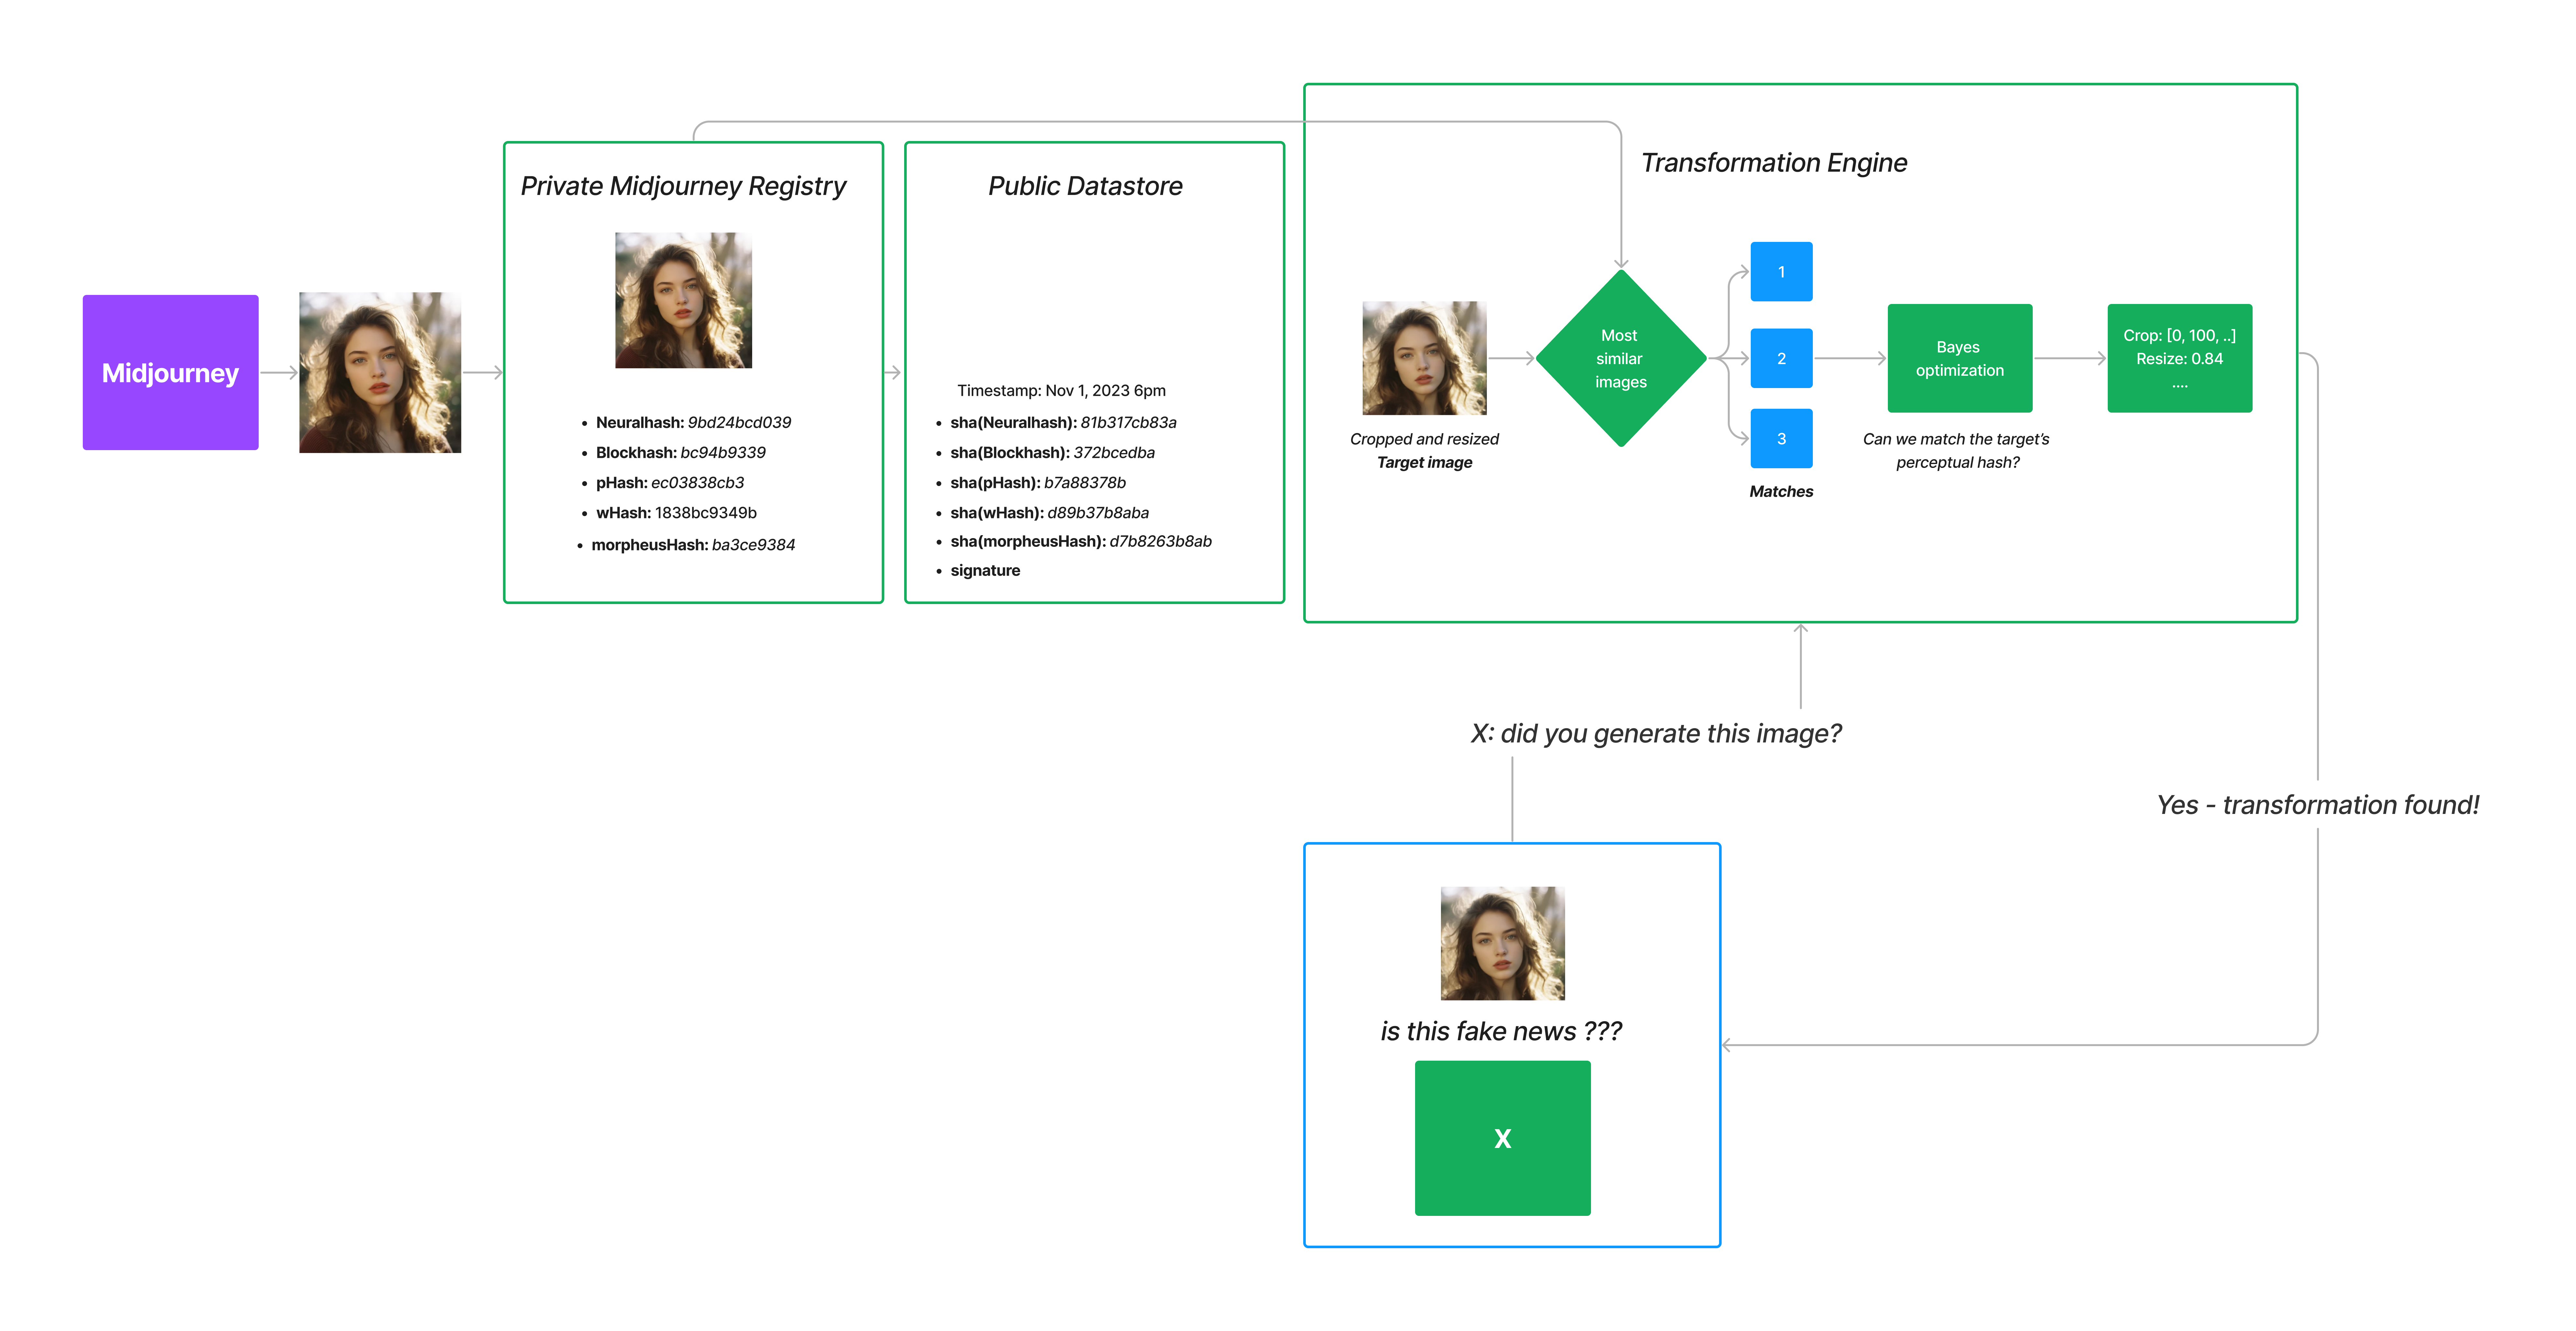 Midjourney
Private Midjourney Registry
• Neuralhash: 9bd24bcd039
• Blockhash: bc94b9339
• pHash: ec03838cb3
• wHash: 1838bc9349b
• morpheusHash: ba3ce9384
Public Datastore
Timestamp: Nov 1, 2023 6pm
• sha(Neuralhash): 81b317cb83a
• sha(Blockhash): 372bcedba
• sha(pHash): b7a88378b
• sha(wHash): d89b37b8aba
• sha(morpheusHash): d7b8263b8ab
• signature
Transformation Engine
Cropped and resized
Target image
Most
similar
images
1
2
3
Matches
Bayes
optimization
Can we match the target’s
perceptual hash?
Crop: [0, 100, ..]
Resize: 0.84
....
X: did you generate this image?
Yes - transformation found!
is this fake news ???
X